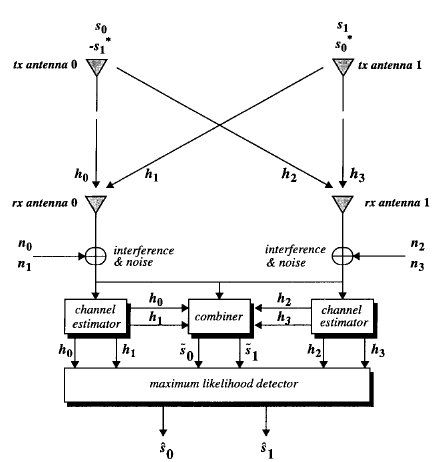 s₀ s₁
-s₁* s₀*
tx antenna 0 tx antenna 1
h₀ h₁ h₂ h₃
rx antenna 0 rx antenna 1
n₀ interference interference n₂
n₁ & noise & noise n₃
channel estimator h₀ combiner h₂ channel estimator
h₁ h₃
h₀ h₁ s̃₀ s̃₁ h₂ h₃
maximum likelihood detector
ŝ₀ ŝ₁